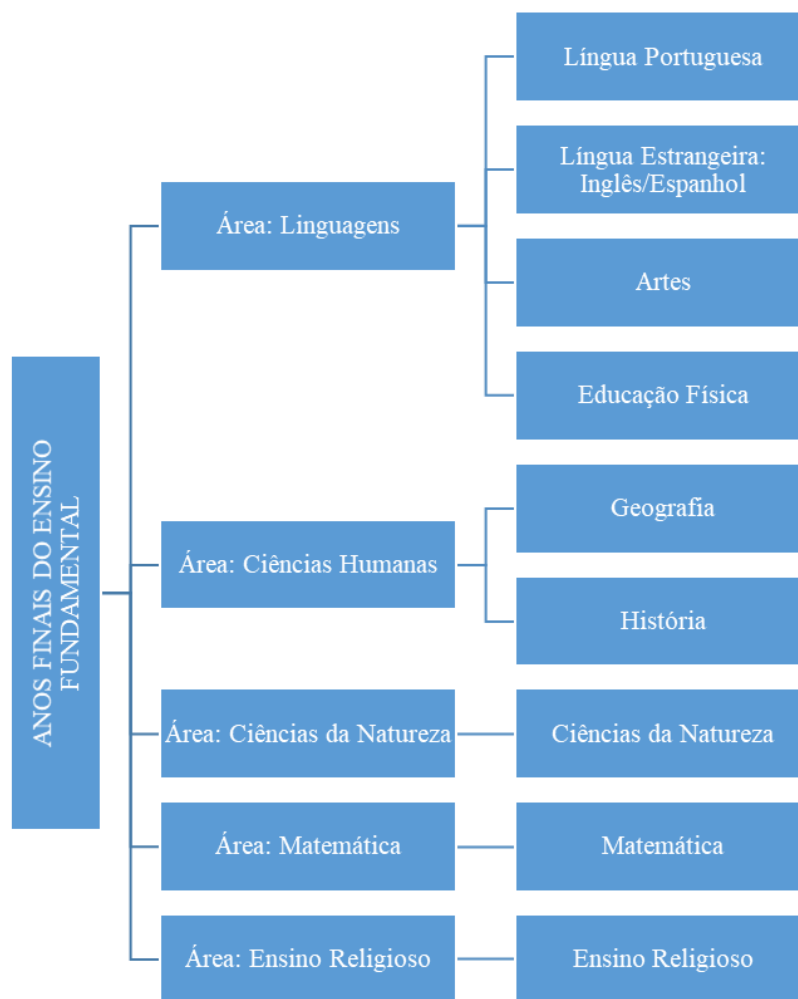 ANOS FINAIS DO ENSINO
FUNDAMENTAL
Área: Linguagens
Língua Portuguesa
Língua Estrangeira:
Inglês/Espanhol
Artes
Educação Física
Área: Ciências Humanas
Geografia
História
Área: Ciências da Natureza
Ciências da Natureza
Área: Matemática
Matemática
Área: Ensino Religioso
Ensino Religioso